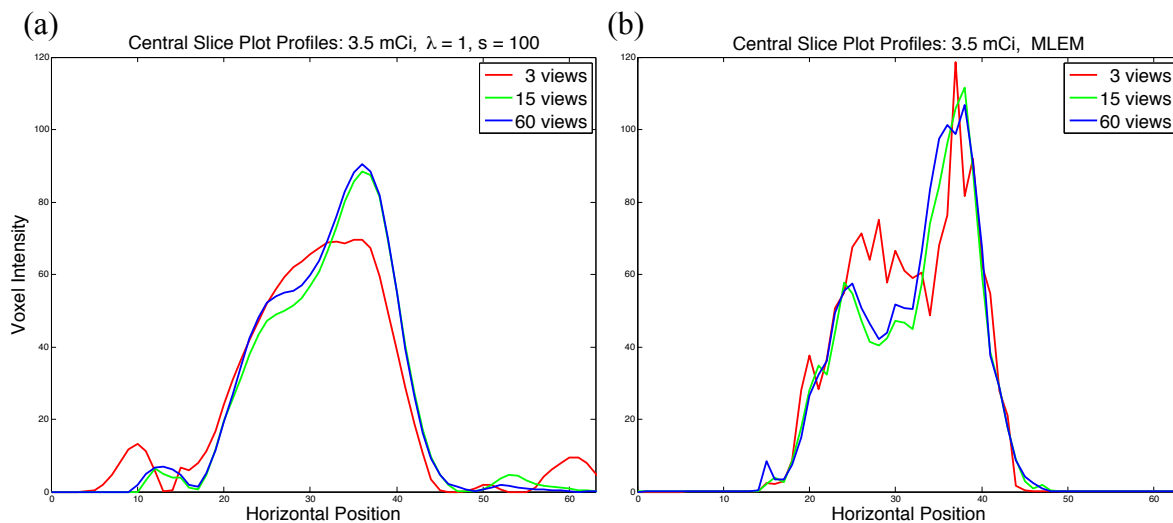 (a)
Central Slice Plot Profiles: 3.5 mCi, λ = 1, s = 100
120
100
80
60
40
20
0
Voxel Intensity
3 views
15 views
60 views
0 10 20 30 40 50 60
Horizontal Position
(b)
Central Slice Plot Profiles: 3.5 mCi, MLEM
120
100
80
60
40
20
0
3 views
15 views
60 views
0 10 20 30 40 50 60
Horizontal Position